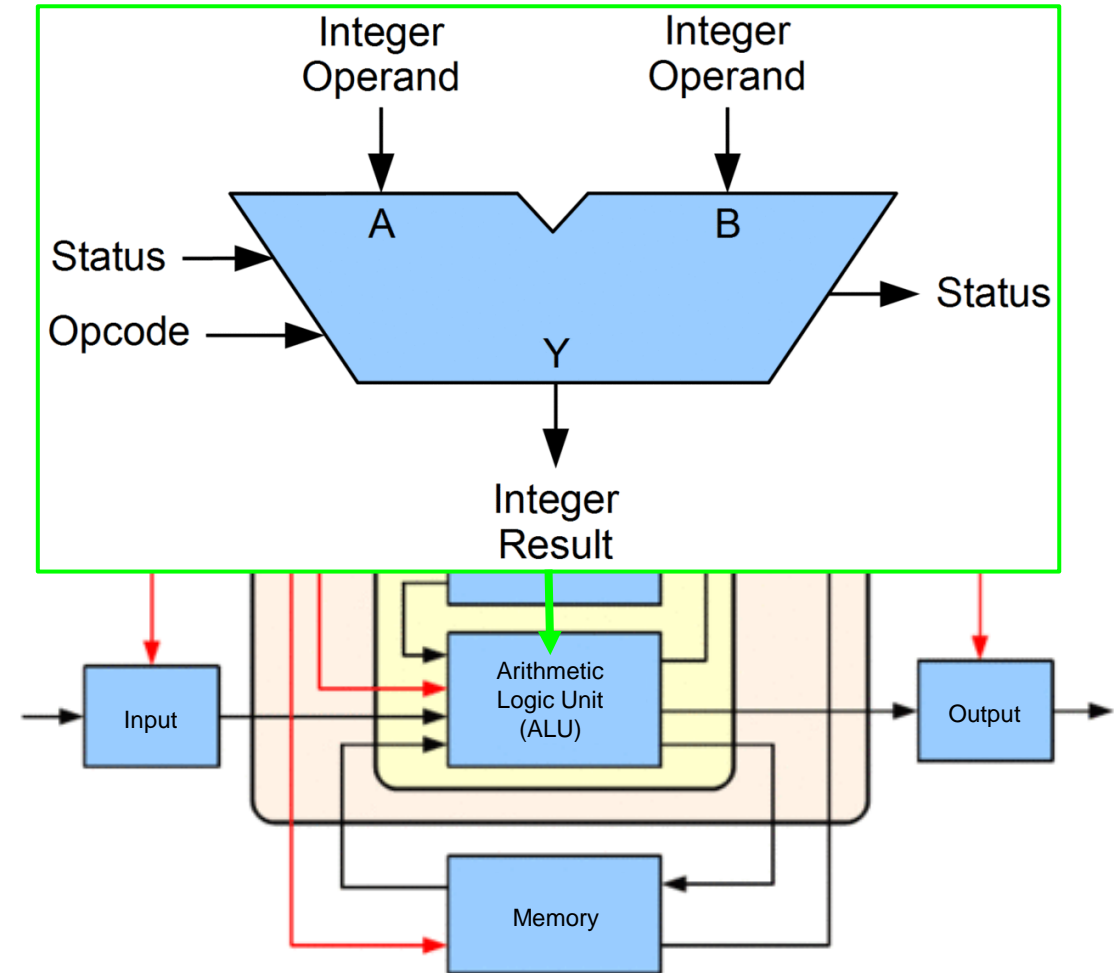 Integer
Operand
Integer
Operand
A
B
Status
Opcode
Status
Y
Integer
Result
Arithmetic
Logic Unit
(ALU)
Input
Output
Memory